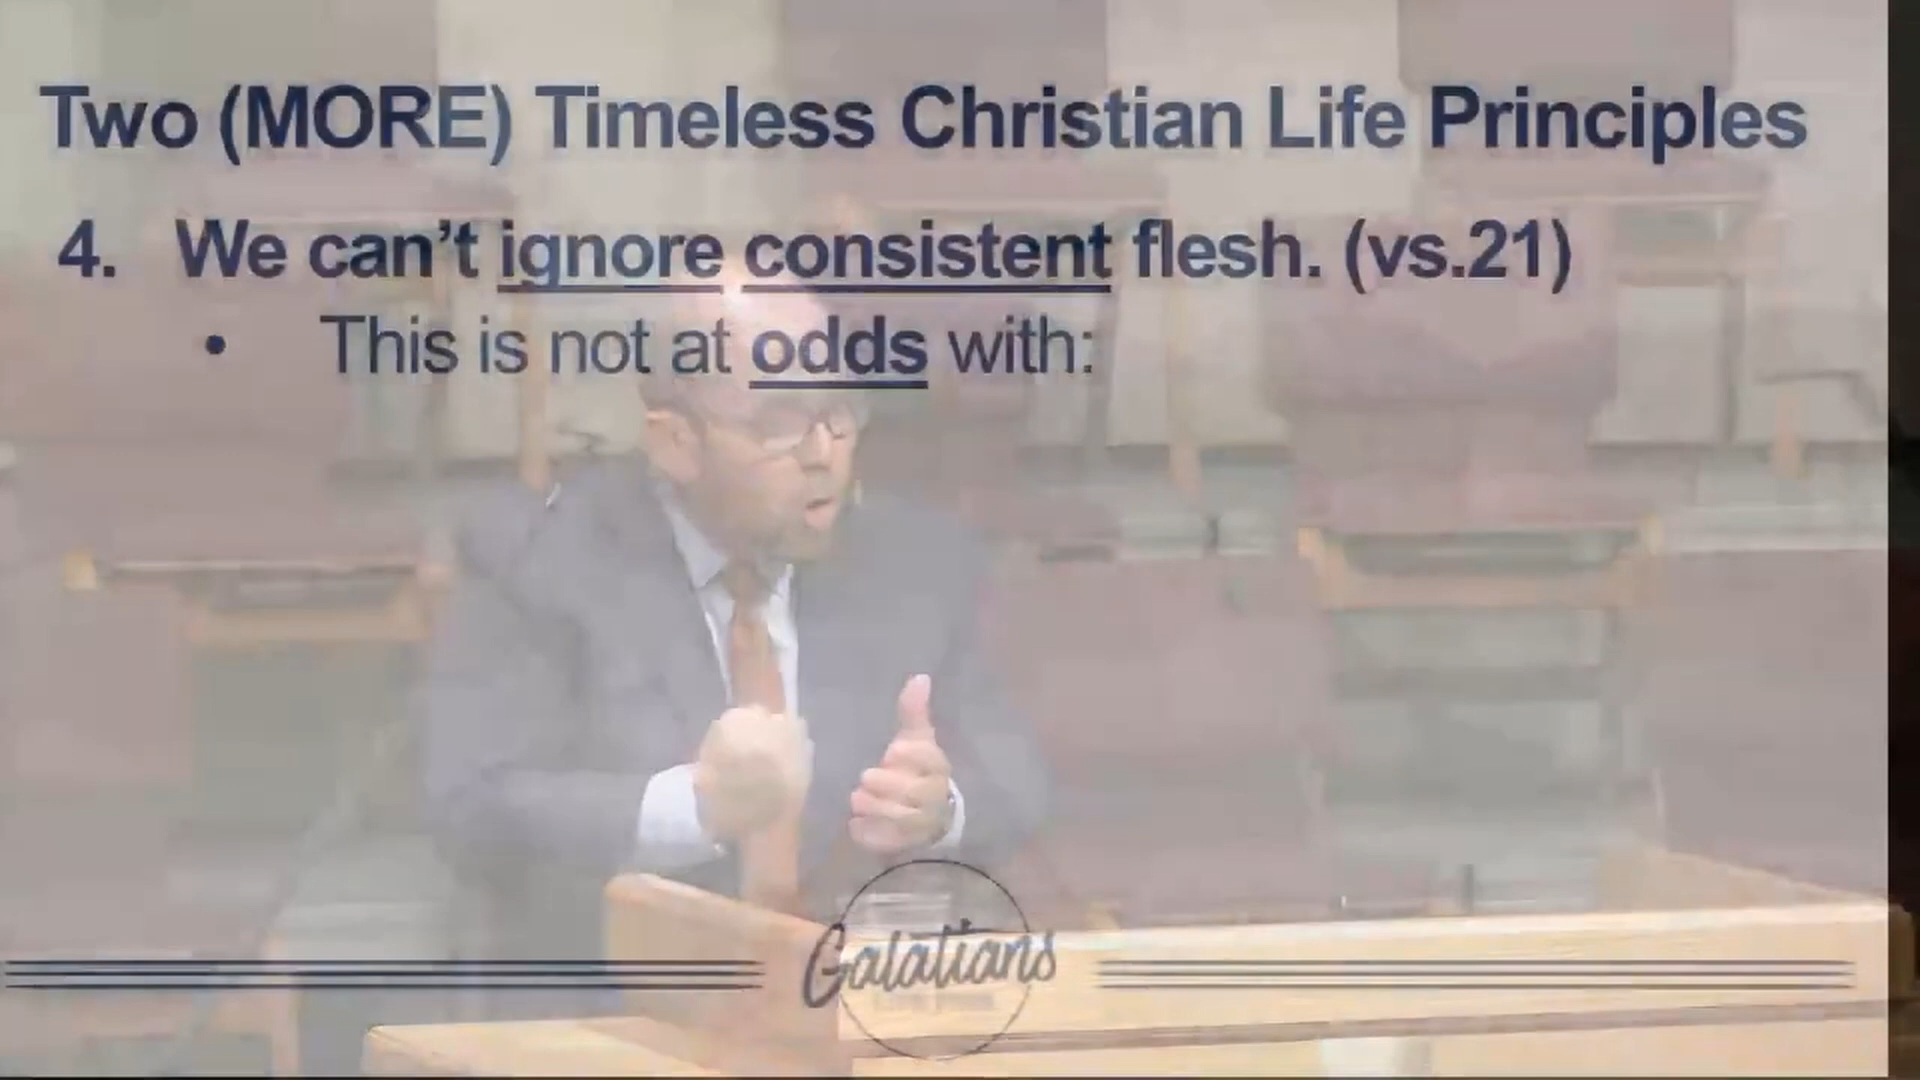 Two (MORE) Timeless Christian Life Principles
4. We can't ignore consistent flesh. (vs.21)
• This is not at odds with:
Galatians